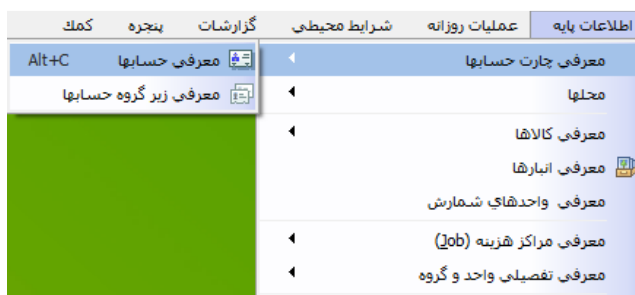 اطلاعات پايه عمليات روزانه شرايط محيطي گزارشات پنجره كمك
معرفي چارت حسابها
معرفي حسابها Alt+C
محلها
معرفي زير گروه حسابها
معرفي كالاها
معرفي انبارها
معرفي واحدهاي شمارش
معرفي مراكز هزينه (Job)
معرفي تفصيلي واحد و گروه